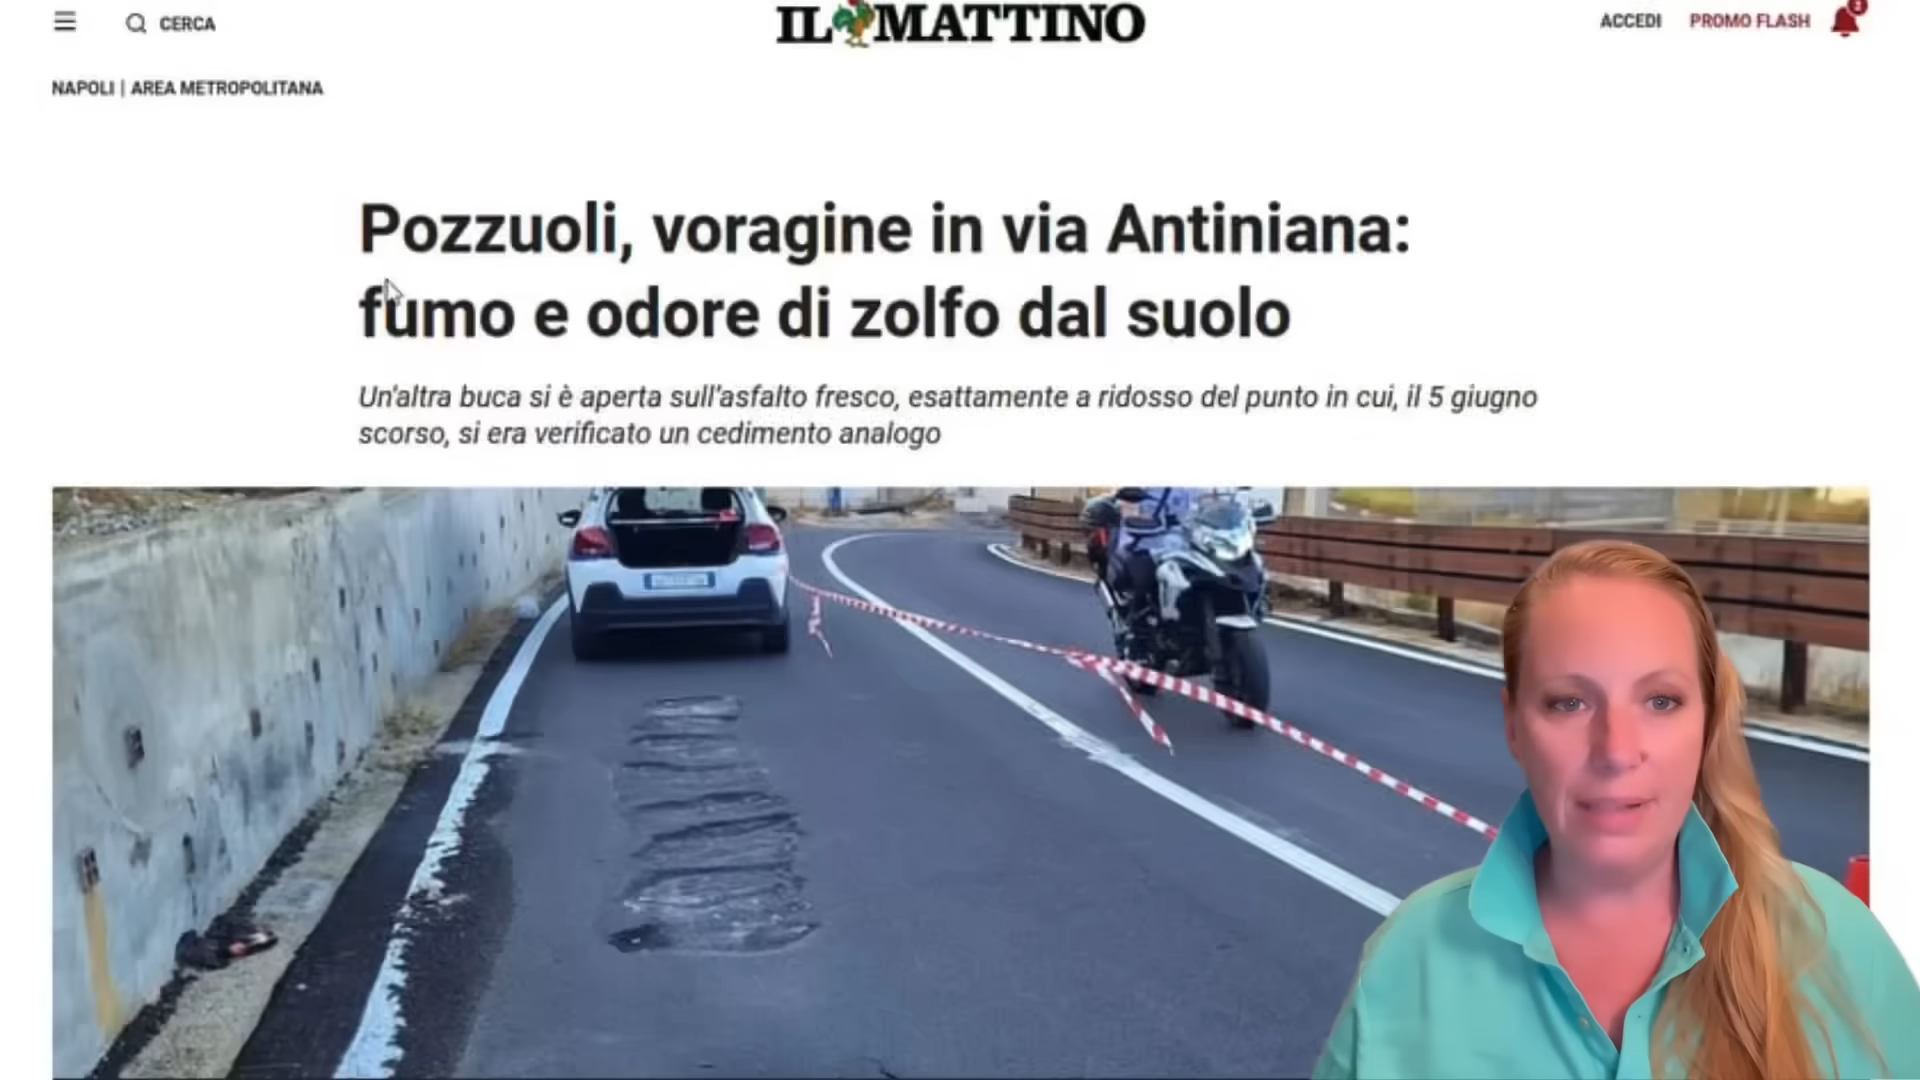 CERCA
IL MATTINO
ACCEDI
PROMO FLASH
2
NAPOLI | AREA METROPOLITANA
Pozzuoli, voragine in via Antiniana:
fumo e odore di zolfo dal suolo
Un'altra buca si è aperta sull'asfalto fresco, esattamente a ridosso del punto in cui, il 5 giugno
scorso, si era verificato un cedimento analogo